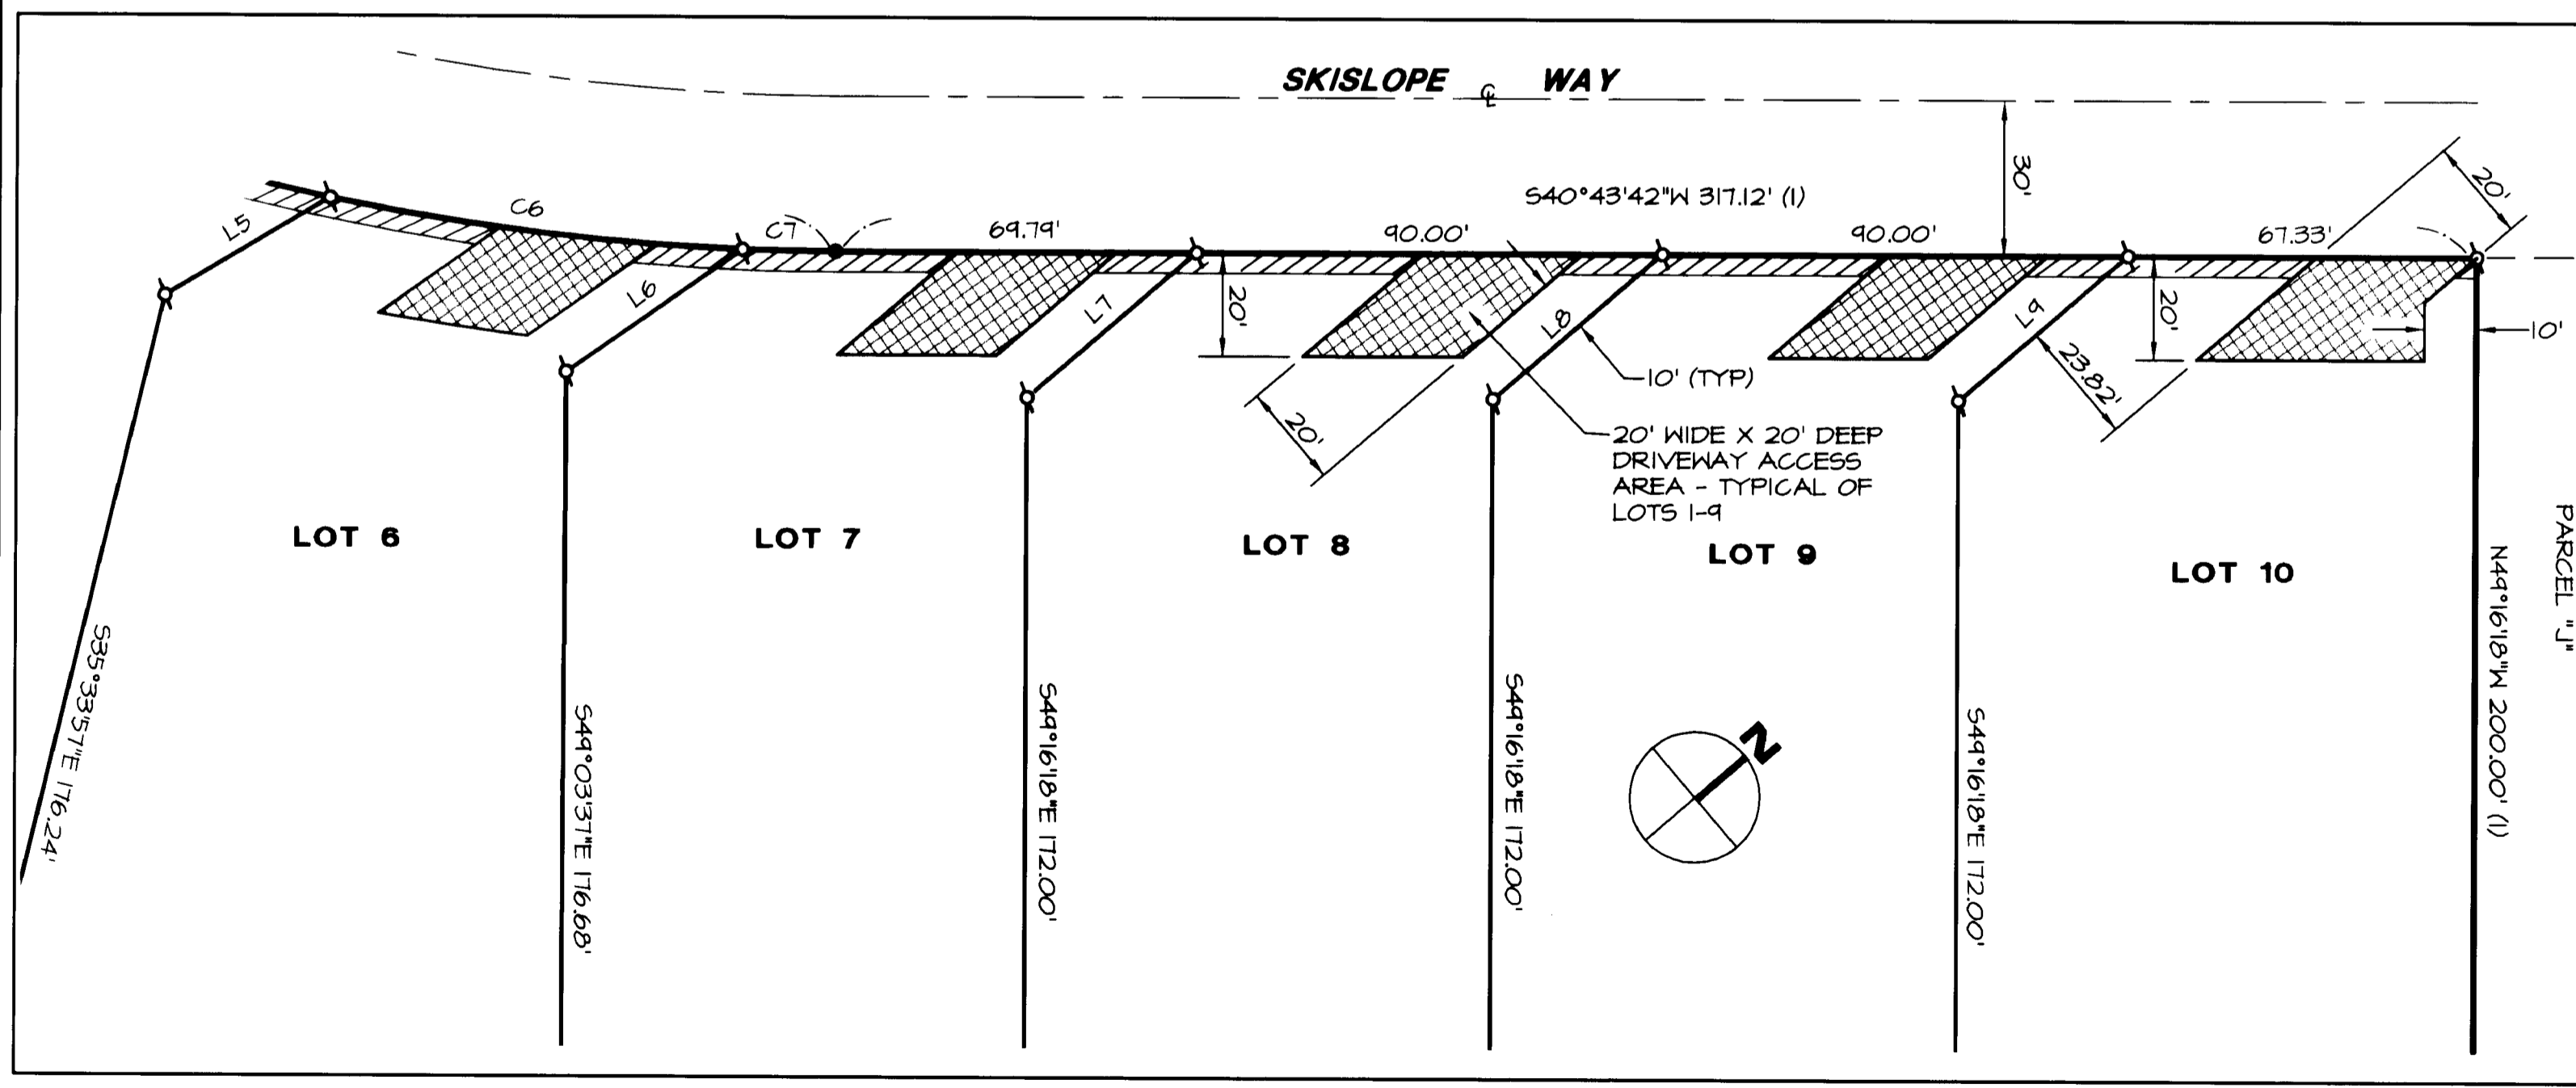 SKISLOPE ℄ WAY
30'
20'
S40°43'42"W 317.12' (1)
L5
C6
C7
69.79'
90.00'
90.00'
67.33'
L6
L7
20'
L8
L9
20'
10'
10' (TYP)
23.82'
20'
20' WIDE X 20' DEEP
DRIVEWAY ACCESS
AREA - TYPICAL OF
LOTS 1-9
LOT 6
LOT 7
LOT 8
LOT 9
LOT 10
PARCEL "J"
N
S35°33'57"E 176.24'
S49°03'37"E 176.68'
S49°16'18"E 172.00'
S49°16'18"E 172.00'
S49°16'18"E 172.00'
N49°16'18"W 200.00' (1)